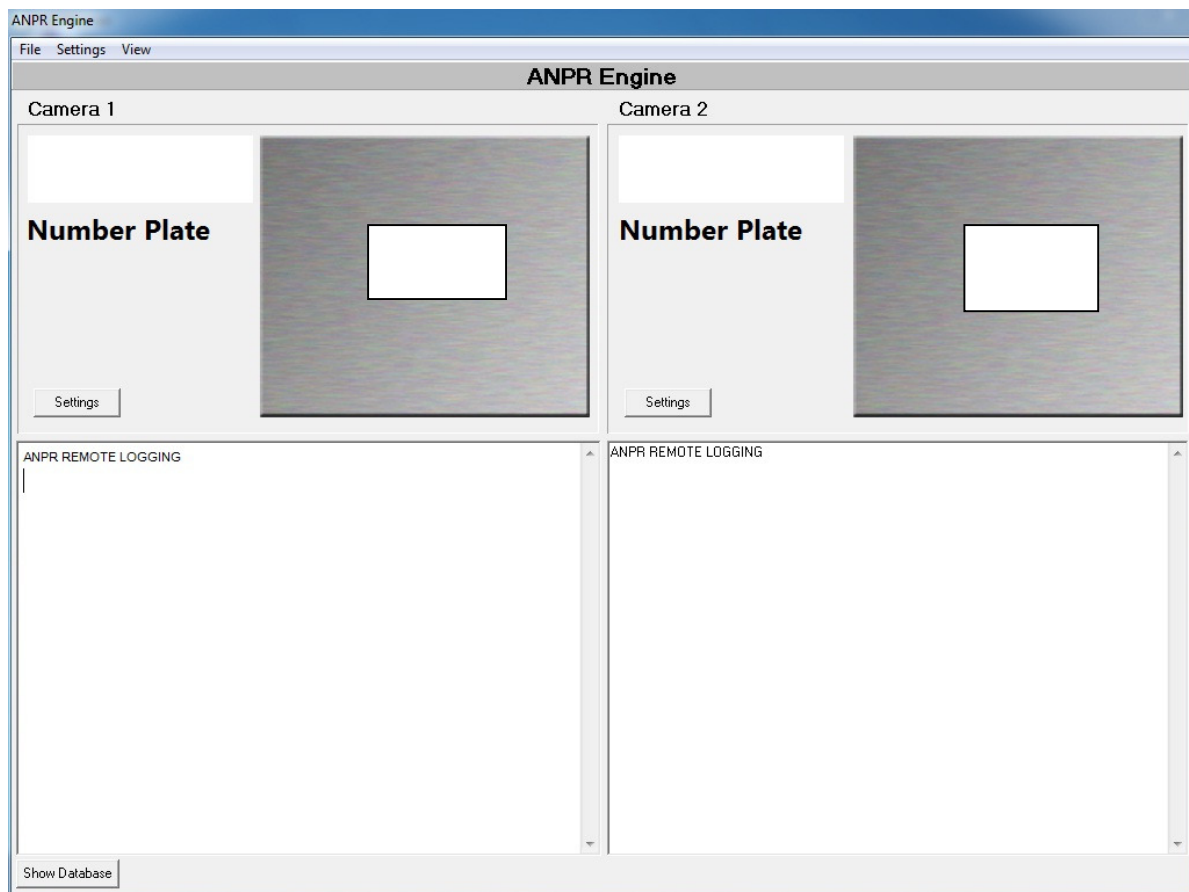 ANPR Engine
File Settings View
ANPR Engine
Camera 1
Camera 2
Number Plate
Number Plate
Settings
Settings
ANPR REMOTE LOGGING
ANPR REMOTE LOGGING
Show Database